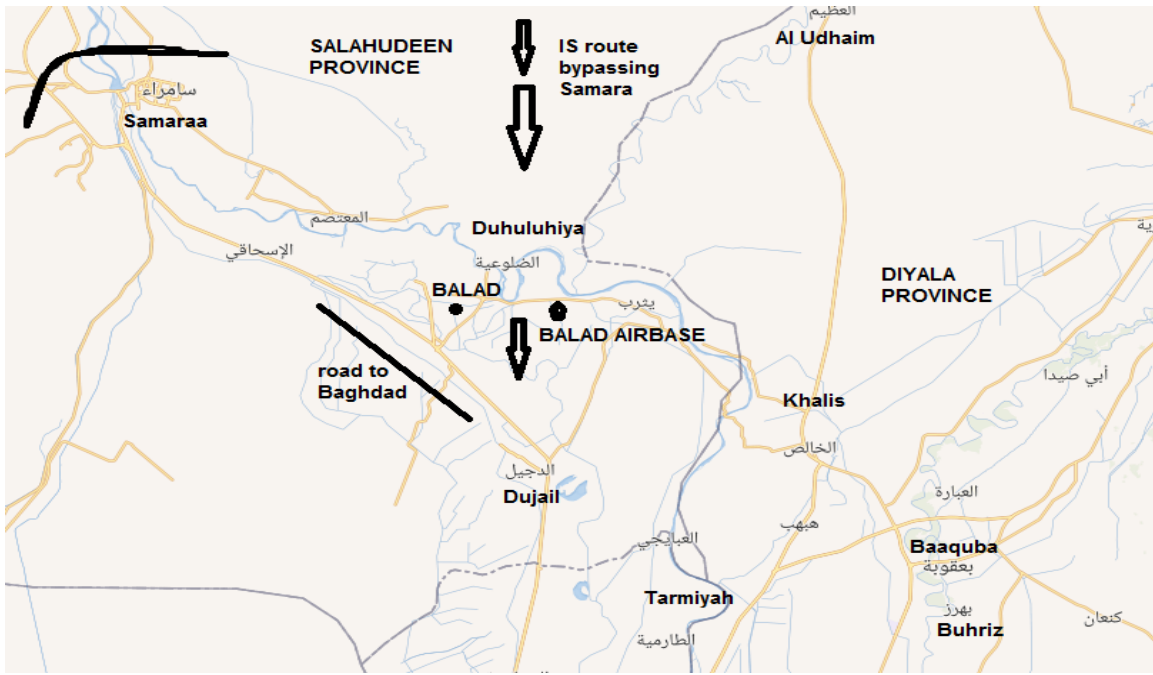 العظيم
Al Udhaim
SALAHUDEEN
PROVINCE
IS route
bypassing
Samara
سامراء
Samaraa
المعتصم
Duhuluhiya
الإسحاقي
الضلوعية
DIYALA
PROVINCE
BALAD
يثرب
BALAD AIRBASE
road to
Baghdad
أبي صيدا
Khalis
الخالص
الدجيل
Dujail
العبارة
هبهب
العبايجي
Baaquba
بعقوبة
Tarmiyah
الطارمية
بهرز
Buhriz
كنعان